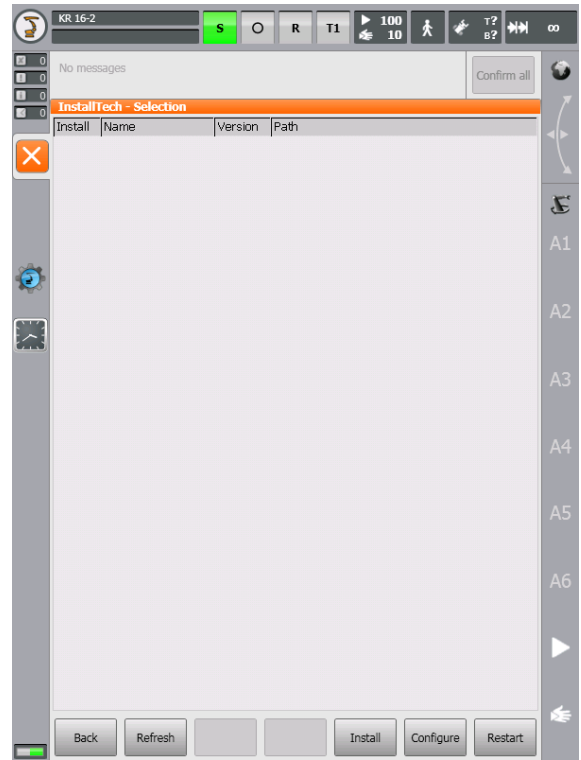 KR 16-2
S O R T1 100 10 T? B? ∞
0
0
0
0
No messages
Confirm all
InstallTech - Selection
Install Name Version Path
A1
A2
A3
A4
A5
A6
Back Refresh Install Configure Restart